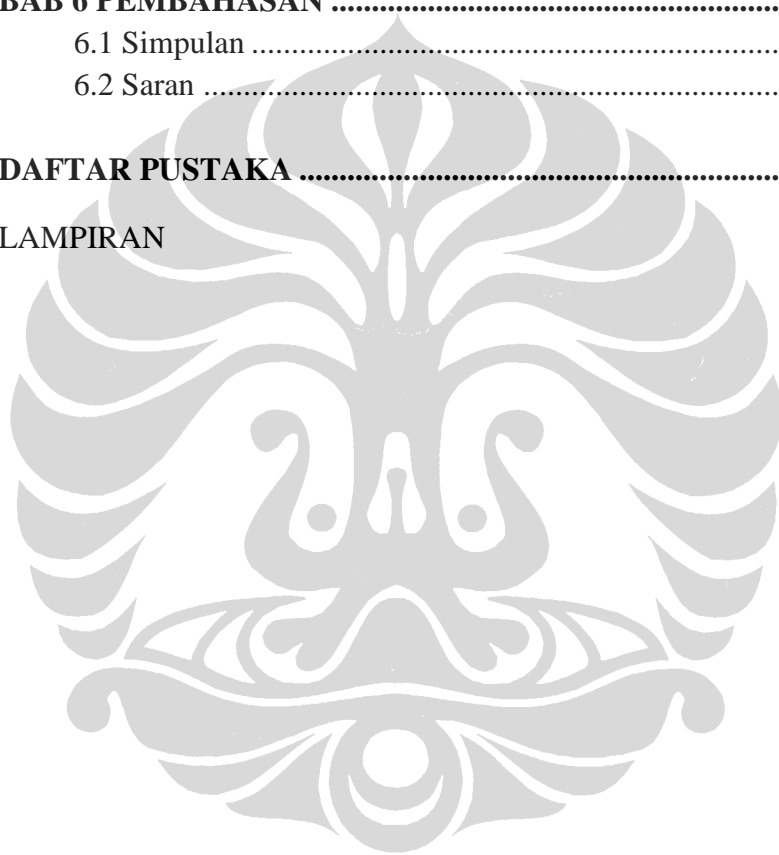 BAB 6 PEMBAHASAN ..........................................................
6.1 Simpulan ....................................................................
6.2 Saran ..........................................................................
DAFTAR PUSTAKA ..............................................................
LAMPIRAN